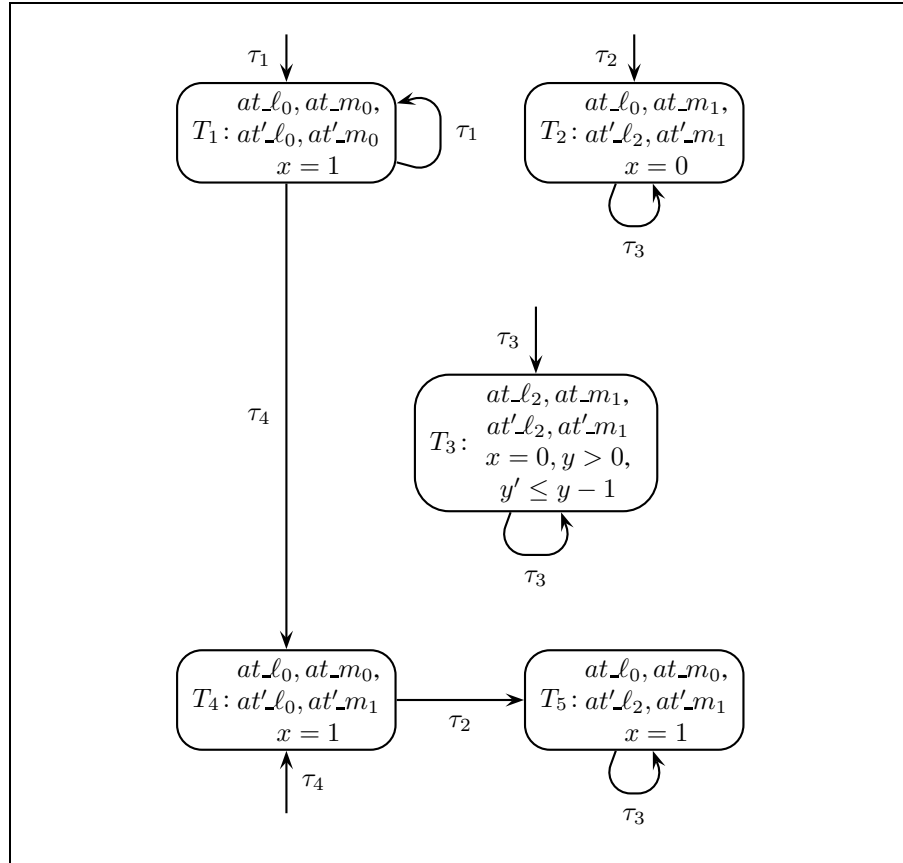 τ₁
τ₂
at_ℓ₀, at_m₀,
T₁: at′_ℓ₀, at′_m₀
x = 1
τ₁
at_ℓ₀, at_m₁,
T₂: at′_ℓ₂, at′_m₁
x = 0
τ₃
τ₃
τ₄
at_ℓ₂, at_m₁,
at′_ℓ₂, at′_m₁
T₃:
x = 0, y > 0,
y′ ≤ y − 1
τ₃
at_ℓ₀, at_m₀,
T₄: at′_ℓ₀, at′_m₁
x = 1
τ₂
at_ℓ₀, at_m₀,
T₅: at′_ℓ₂, at′_m₁
x = 1
τ₄
τ₃